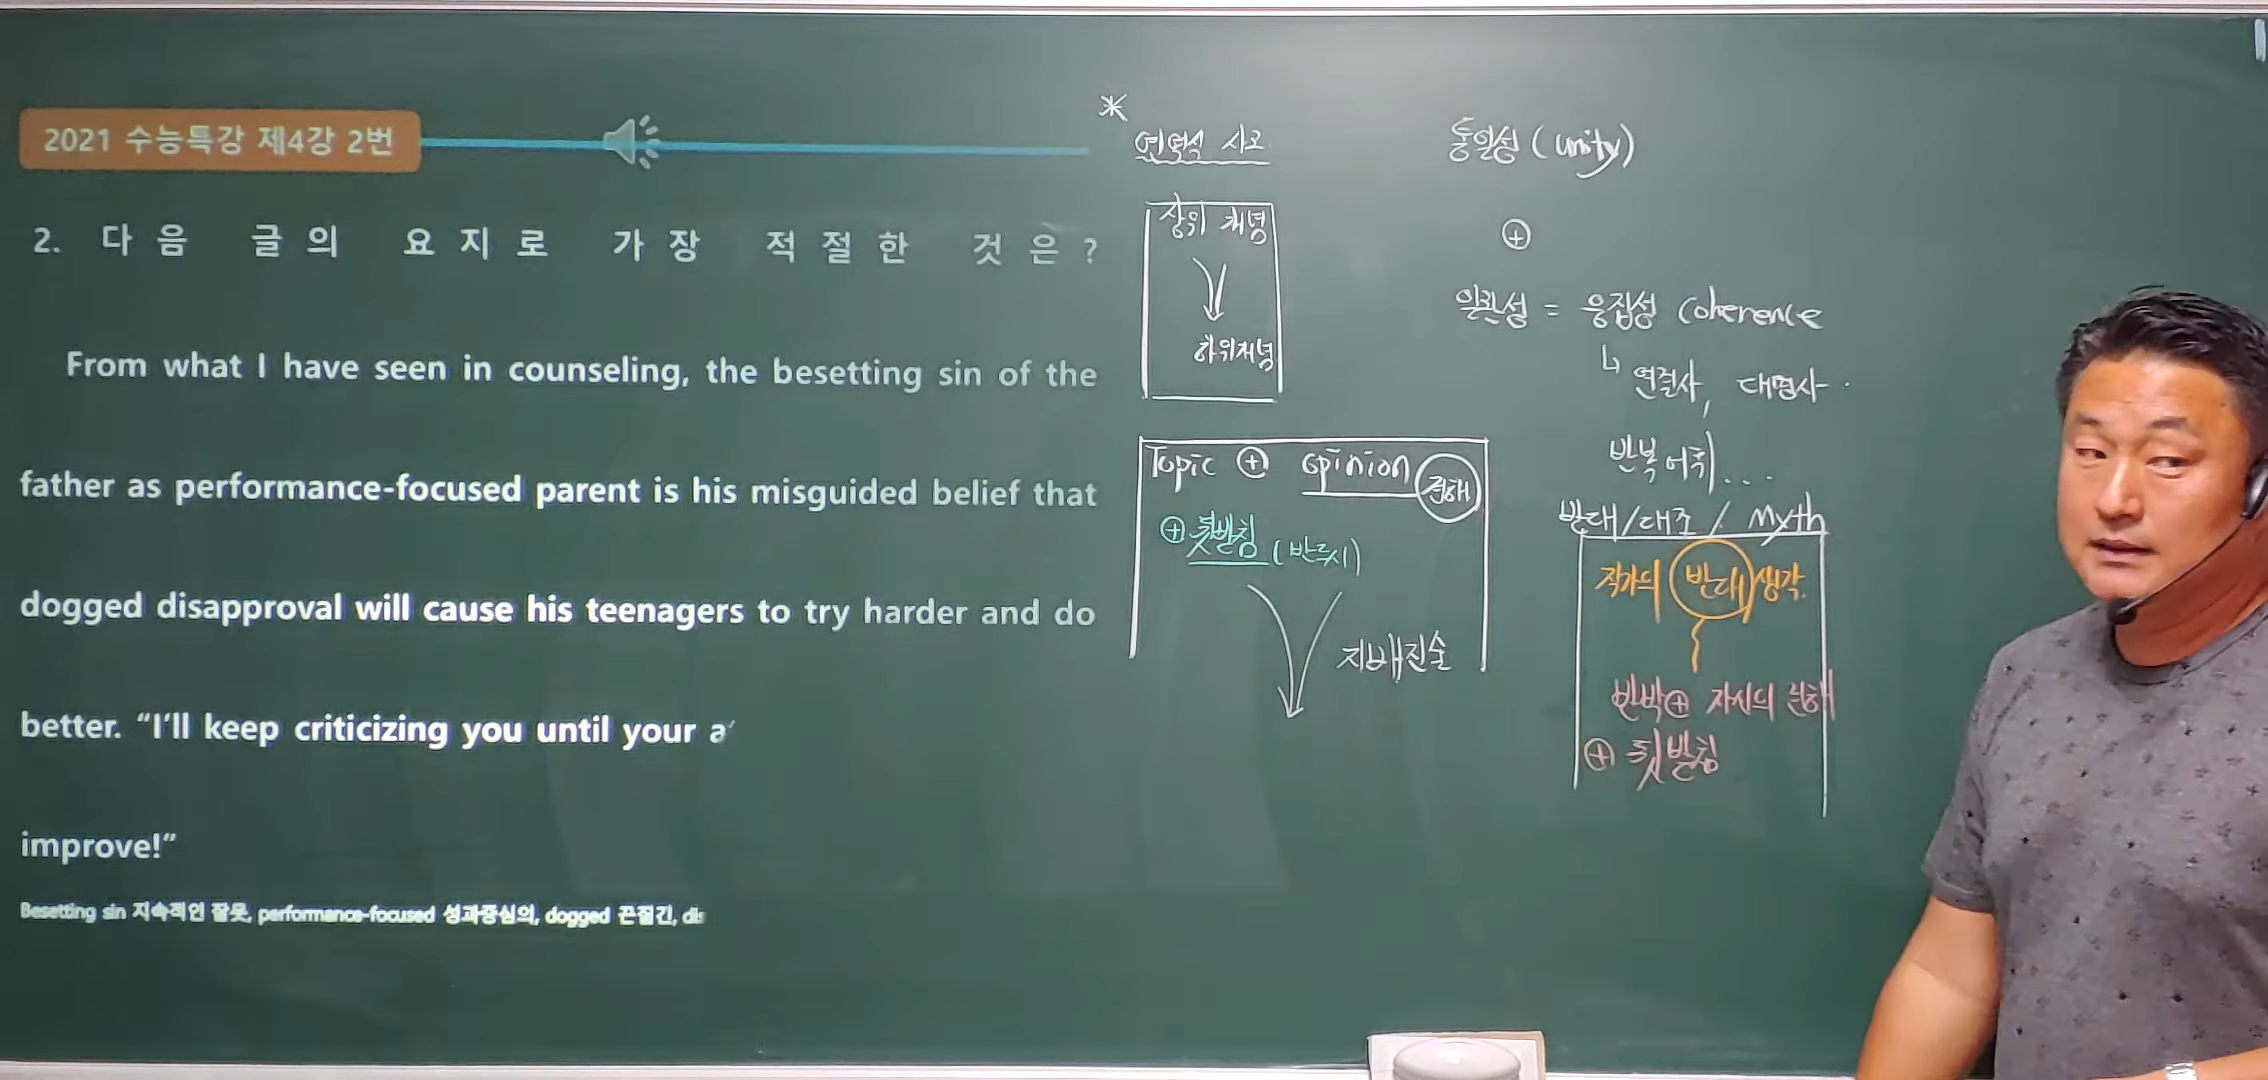 2021 수능특강 제4강 2번
2. 다음 글의 요지로 가장 적절한 것은?
From what I have seen in counseling, the besetting sin of the
father as performance-focused parent is his misguided belief that
dogged disapproval will cause his teenagers to try harder and do
better. “I’ll keep criticizing you until your a
improve!”
Besetting sin 지속적인 잘못, performance-focused 성과중심의, dogged 끈질긴, dis
*
연역식 사고
상위 개념
하위개념
Topic ⊕ opinion 견해
⊕ 뒷받침 (반드시)
지배진술
통일성 (unity)
⊕
일관성 = 응집성 coherence
연결사, 대명사
반복 어휘 ...
반대/대조 / Myth
작가의 반대 생각.
반박 ⊕ 자신의 견해
⊕ 뒷받침